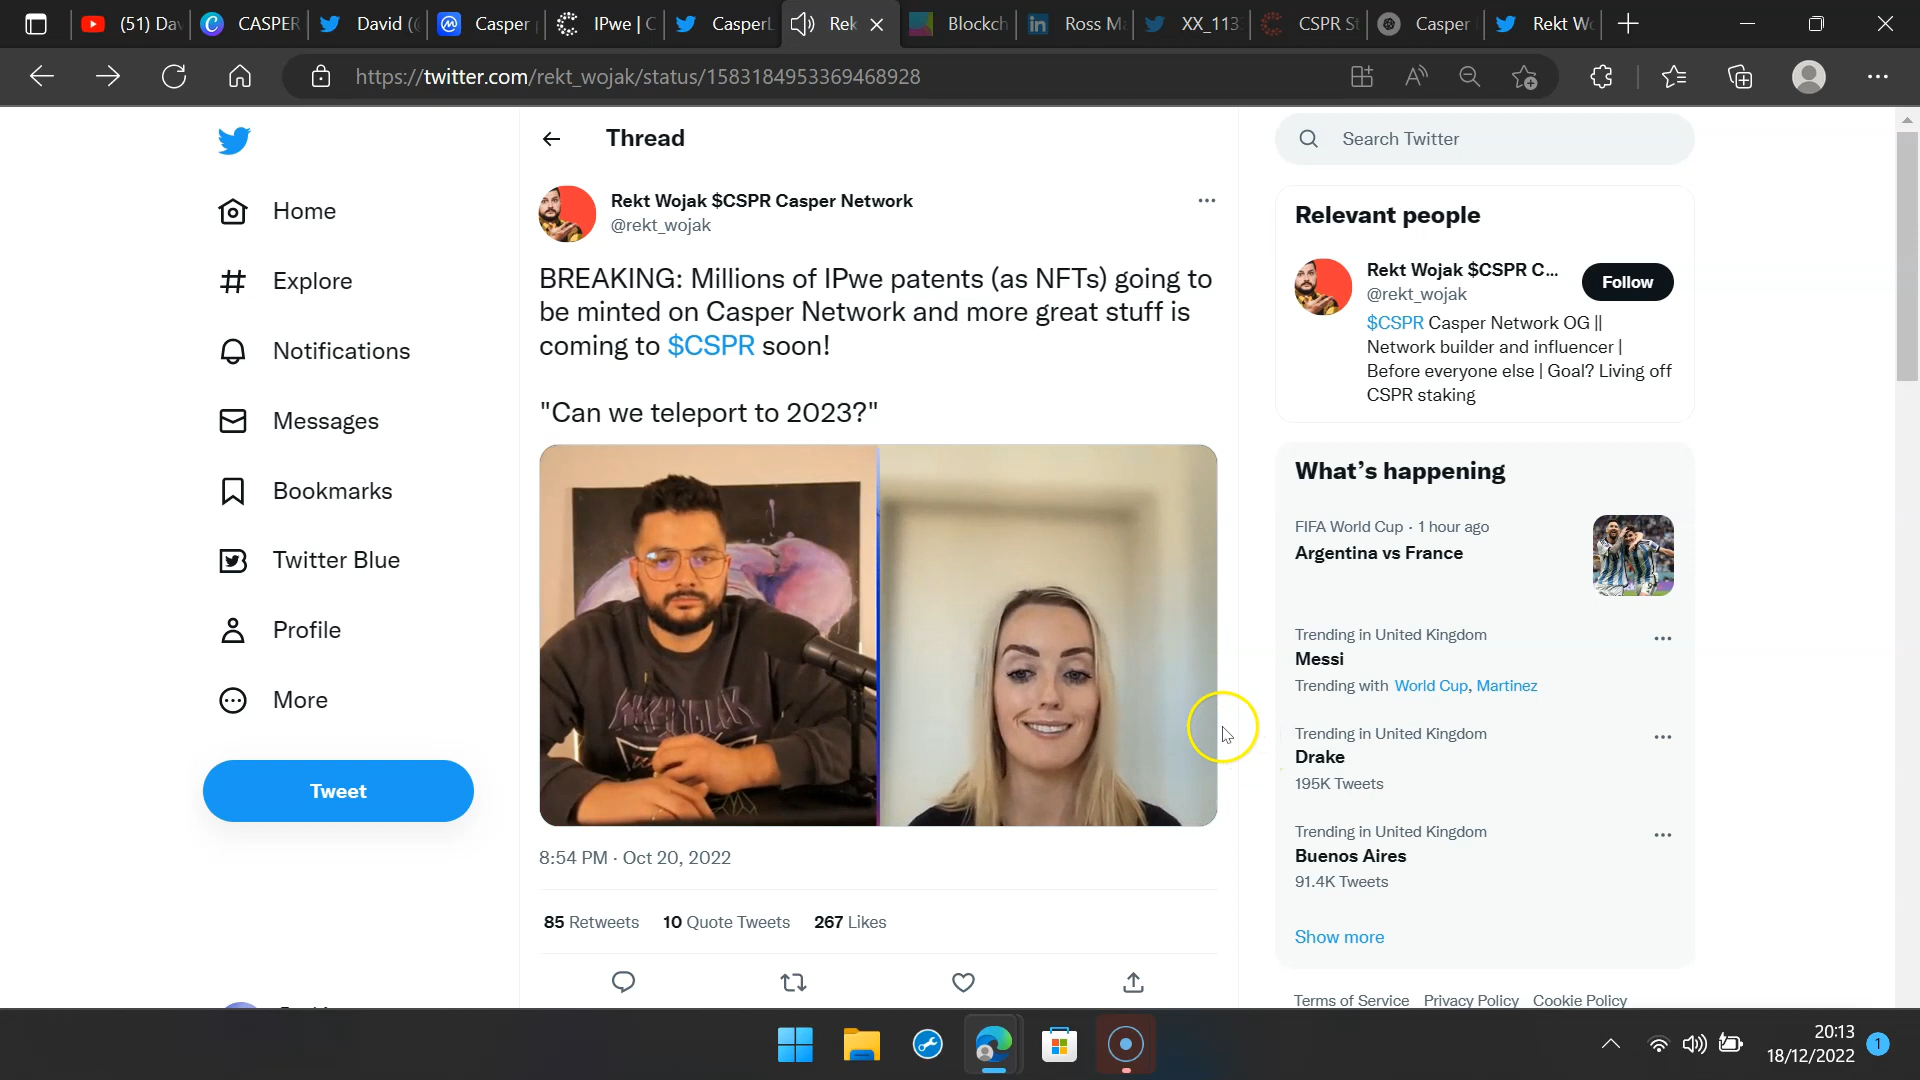 (51) Da
CASPER
David (
Casper
IPwe | C
CasperL
Rek
Blockch
Ross M
XX_113
CSPR St
Casper
Rekt Wo
https://twitter.com/rekt_wojak/status/1583184953369468928
Home
Explore
Notifications
Messages
Bookmarks
Twitter Blue
Profile
More
Tweet
Thread
Rekt Wojak $CSPR Casper Network
@rekt_wojak
BREAKING: Millions of IPwe patents (as NFTs) going to
be minted on Casper Network and more great stuff is
coming to $CSPR soon!
"Can we teleport to 2023?"
8:54 PM · Oct 20, 2022
85 Retweets 10 Quote Tweets 267 Likes
Search Twitter
Relevant people
Rekt Wojak $CSPR C...
@rekt_wojak
Follow
$CSPR Casper Network OG ||
Network builder and influencer |
Before everyone else | Goal? Living off
CSPR staking
What's happening
FIFA World Cup · 1 hour ago
Argentina vs France
Trending in United Kingdom
Messi
Trending with World Cup, Martinez
Trending in United Kingdom
Drake
195K Tweets
Trending in United Kingdom
Buenos Aires
91.4K Tweets
Show more
Terms of Service Privacy Policy Cookie Policy
20:13
18/12/2022
1